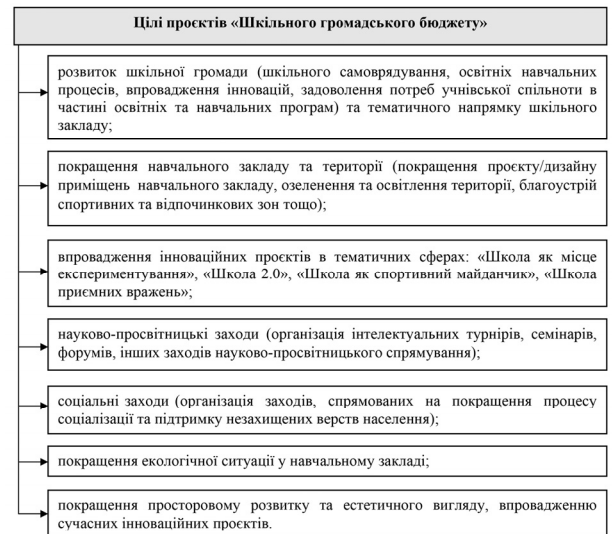 Цілі проєктів «Шкільного громадського бюджету»
розвиток шкільної громади (шкільного самоврядування, освітніх навчальних
процесів, впровадження інновацій, задоволення потреб учнівської спільноти в
частині освітніх та навчальних програм) та тематичного напрямку шкільного
закладу;
покращення навчального закладу та території (покращення проєкту/дизайну
приміщень навчального закладу, озеленення та освітлення території, благоустрій
спортивних та відпочинкових зон тощо);
впровадження інноваційних проєктів в тематичних сферах: «Школа як місце
експериментування», «Школа 2.0», «Школа як спортивний майданчик», «Школа
приємних вражень»;
науково-просвітницькі заходи (організація інтелектуальних турнірів, семінарів,
форумів, інших заходів науково-просвітницького спрямування);
соціальні заходи (організація заходів, спрямованих на покращення процесу
соціалізації та підтримку незахищених верств населення);
покращення екологічної ситуації у навчальному закладі;
покращення просторовому розвитку та естетичного вигляду, впровадженню
сучасних інноваційних проєктів.